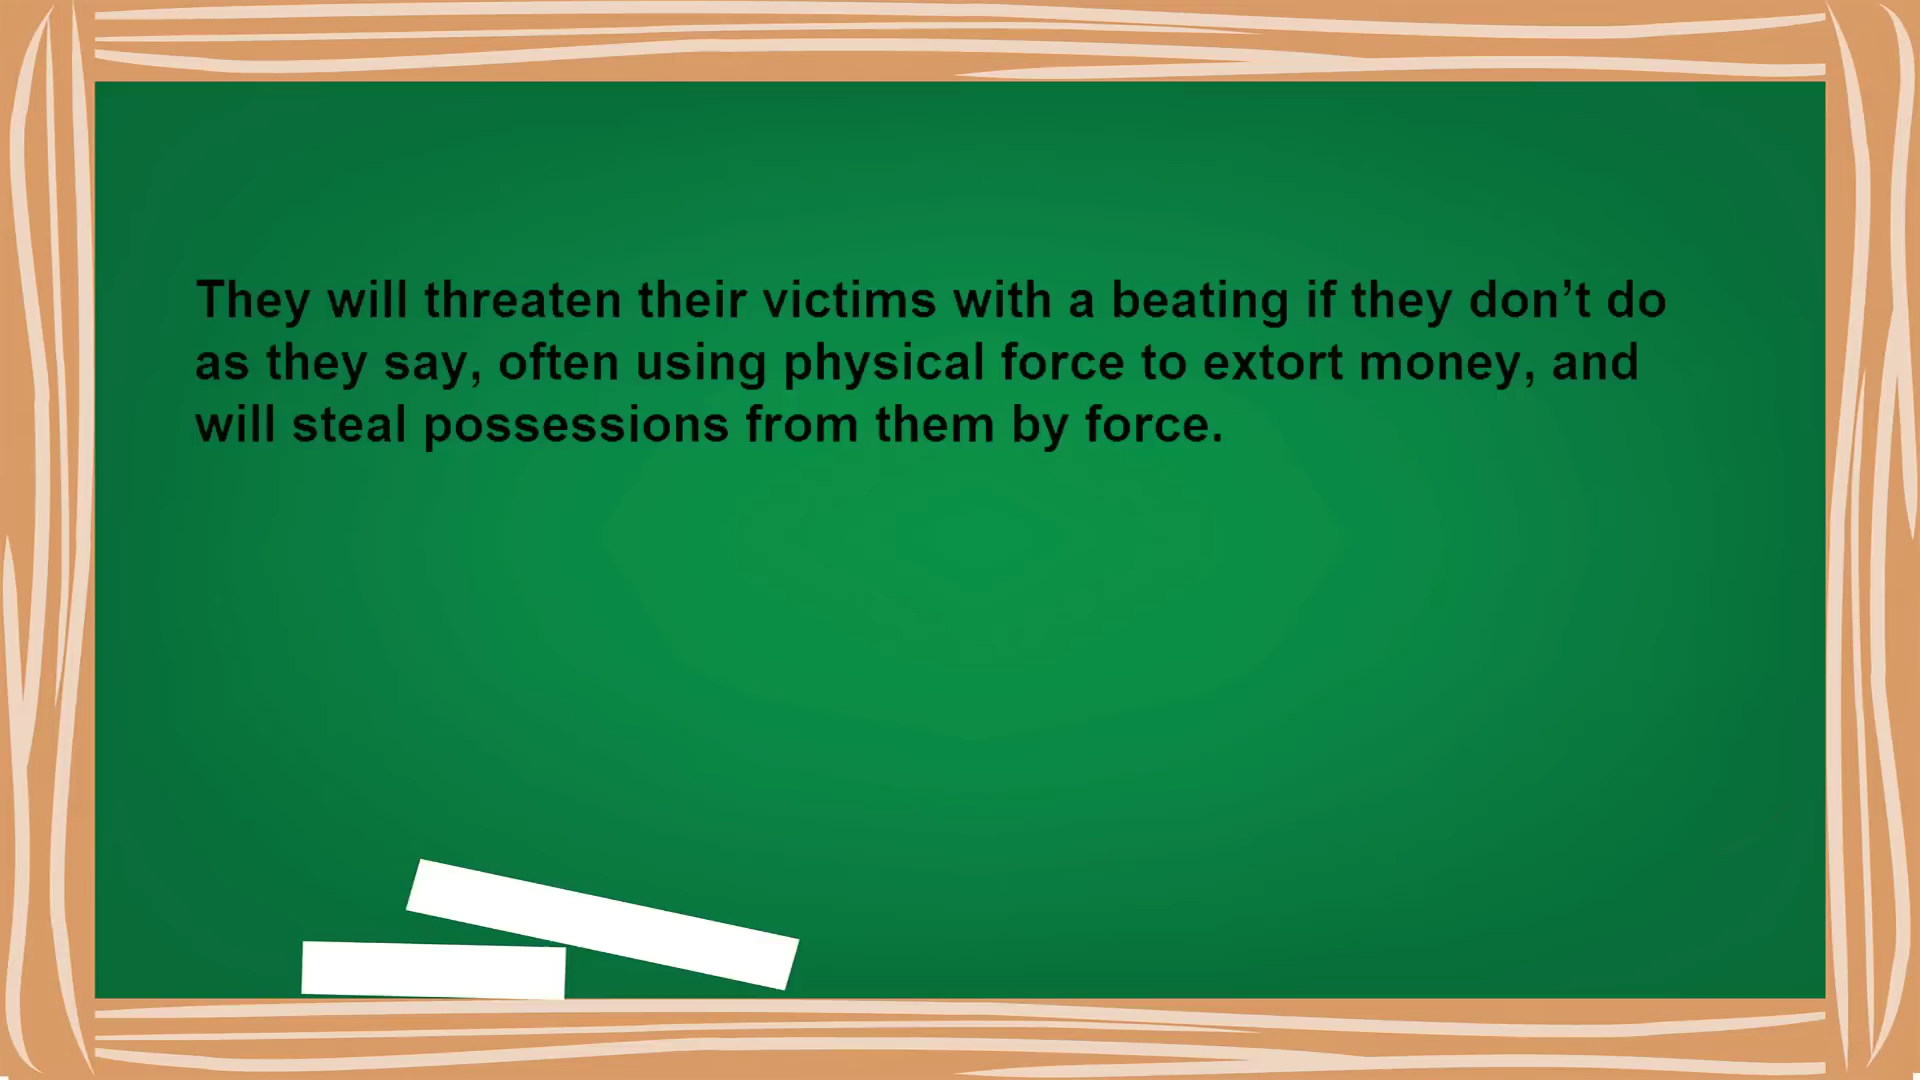 They will threaten their victims with a beating if they don’t do
as they say, often using physical force to extort money, and
will steal possessions from them by force.